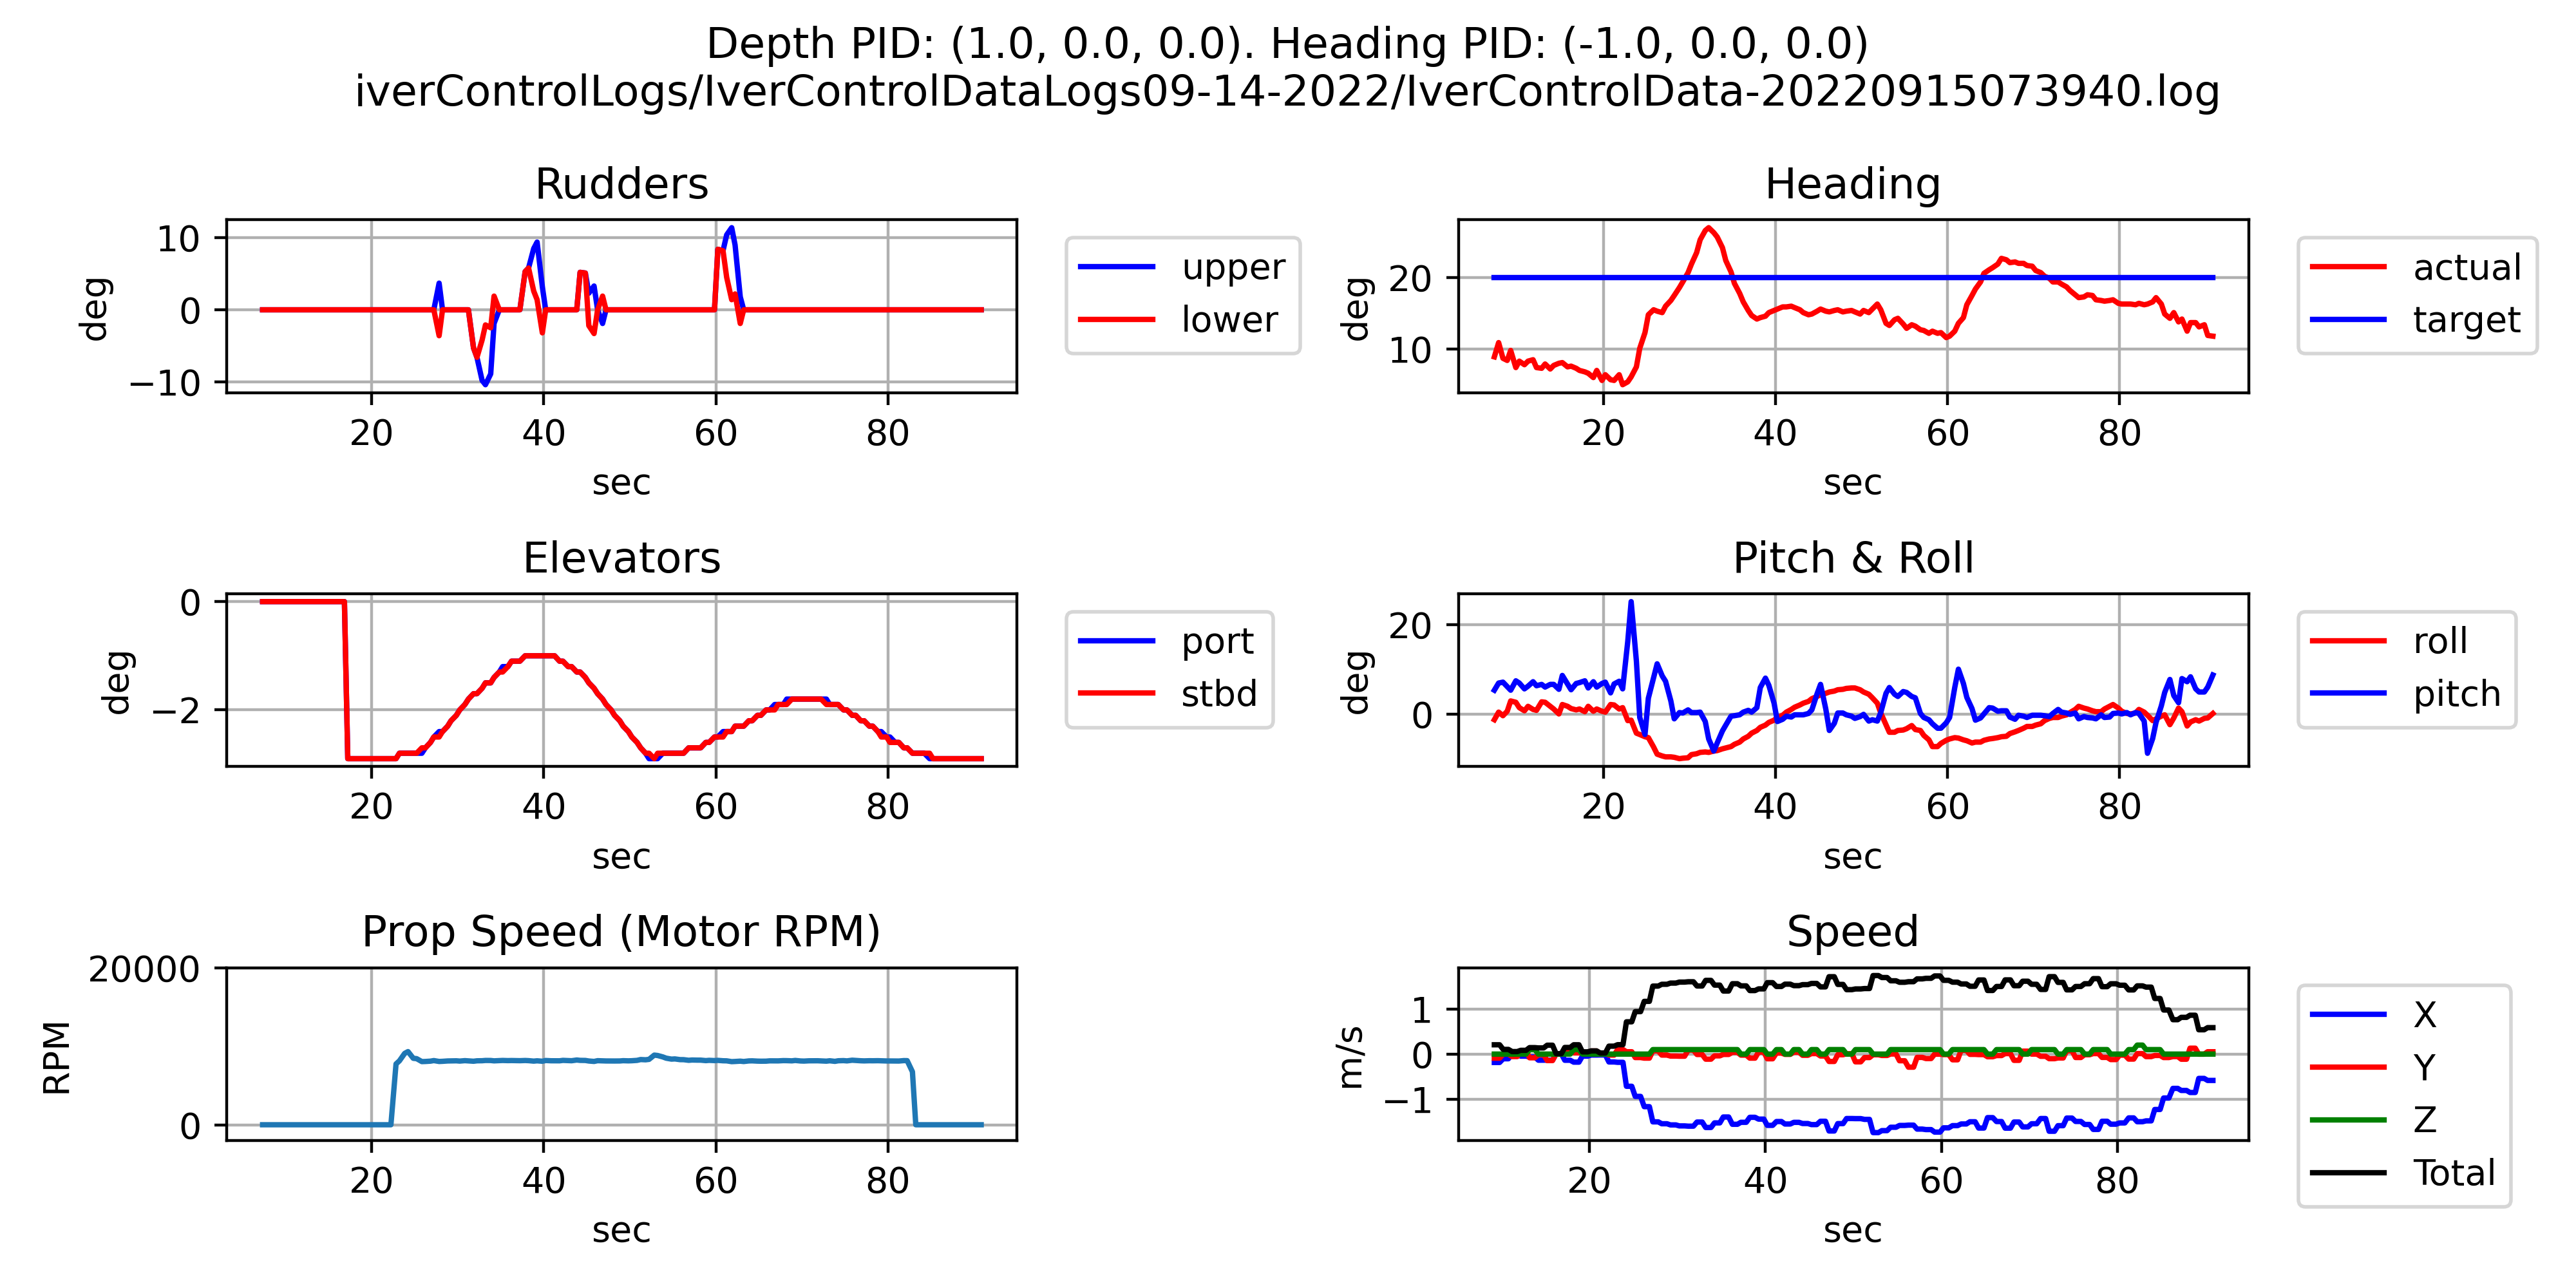 Depth PID: (1.0, 0.0, 0.0). Heading PID: (-1.0, 0.0, 0.0)
iverControlLogs/IverControlDataLogs09-14-2022/IverControlData-20220915073940.log
Rudders
10
0
−10
deg
20 40 60 80
sec
upper
lower
Heading
20
10
deg
20 40 60 80
sec
actual
target
Elevators
0
−2
deg
20 40 60 80
sec
port
stbd
Pitch & Roll
20
0
deg
20 40 60 80
sec
roll
pitch
Prop Speed (Motor RPM)
20000
0
RPM
20 40 60 80
sec
Speed
1
0
−1
m/s
20 40 60 80
sec
X
Y
Z
Total